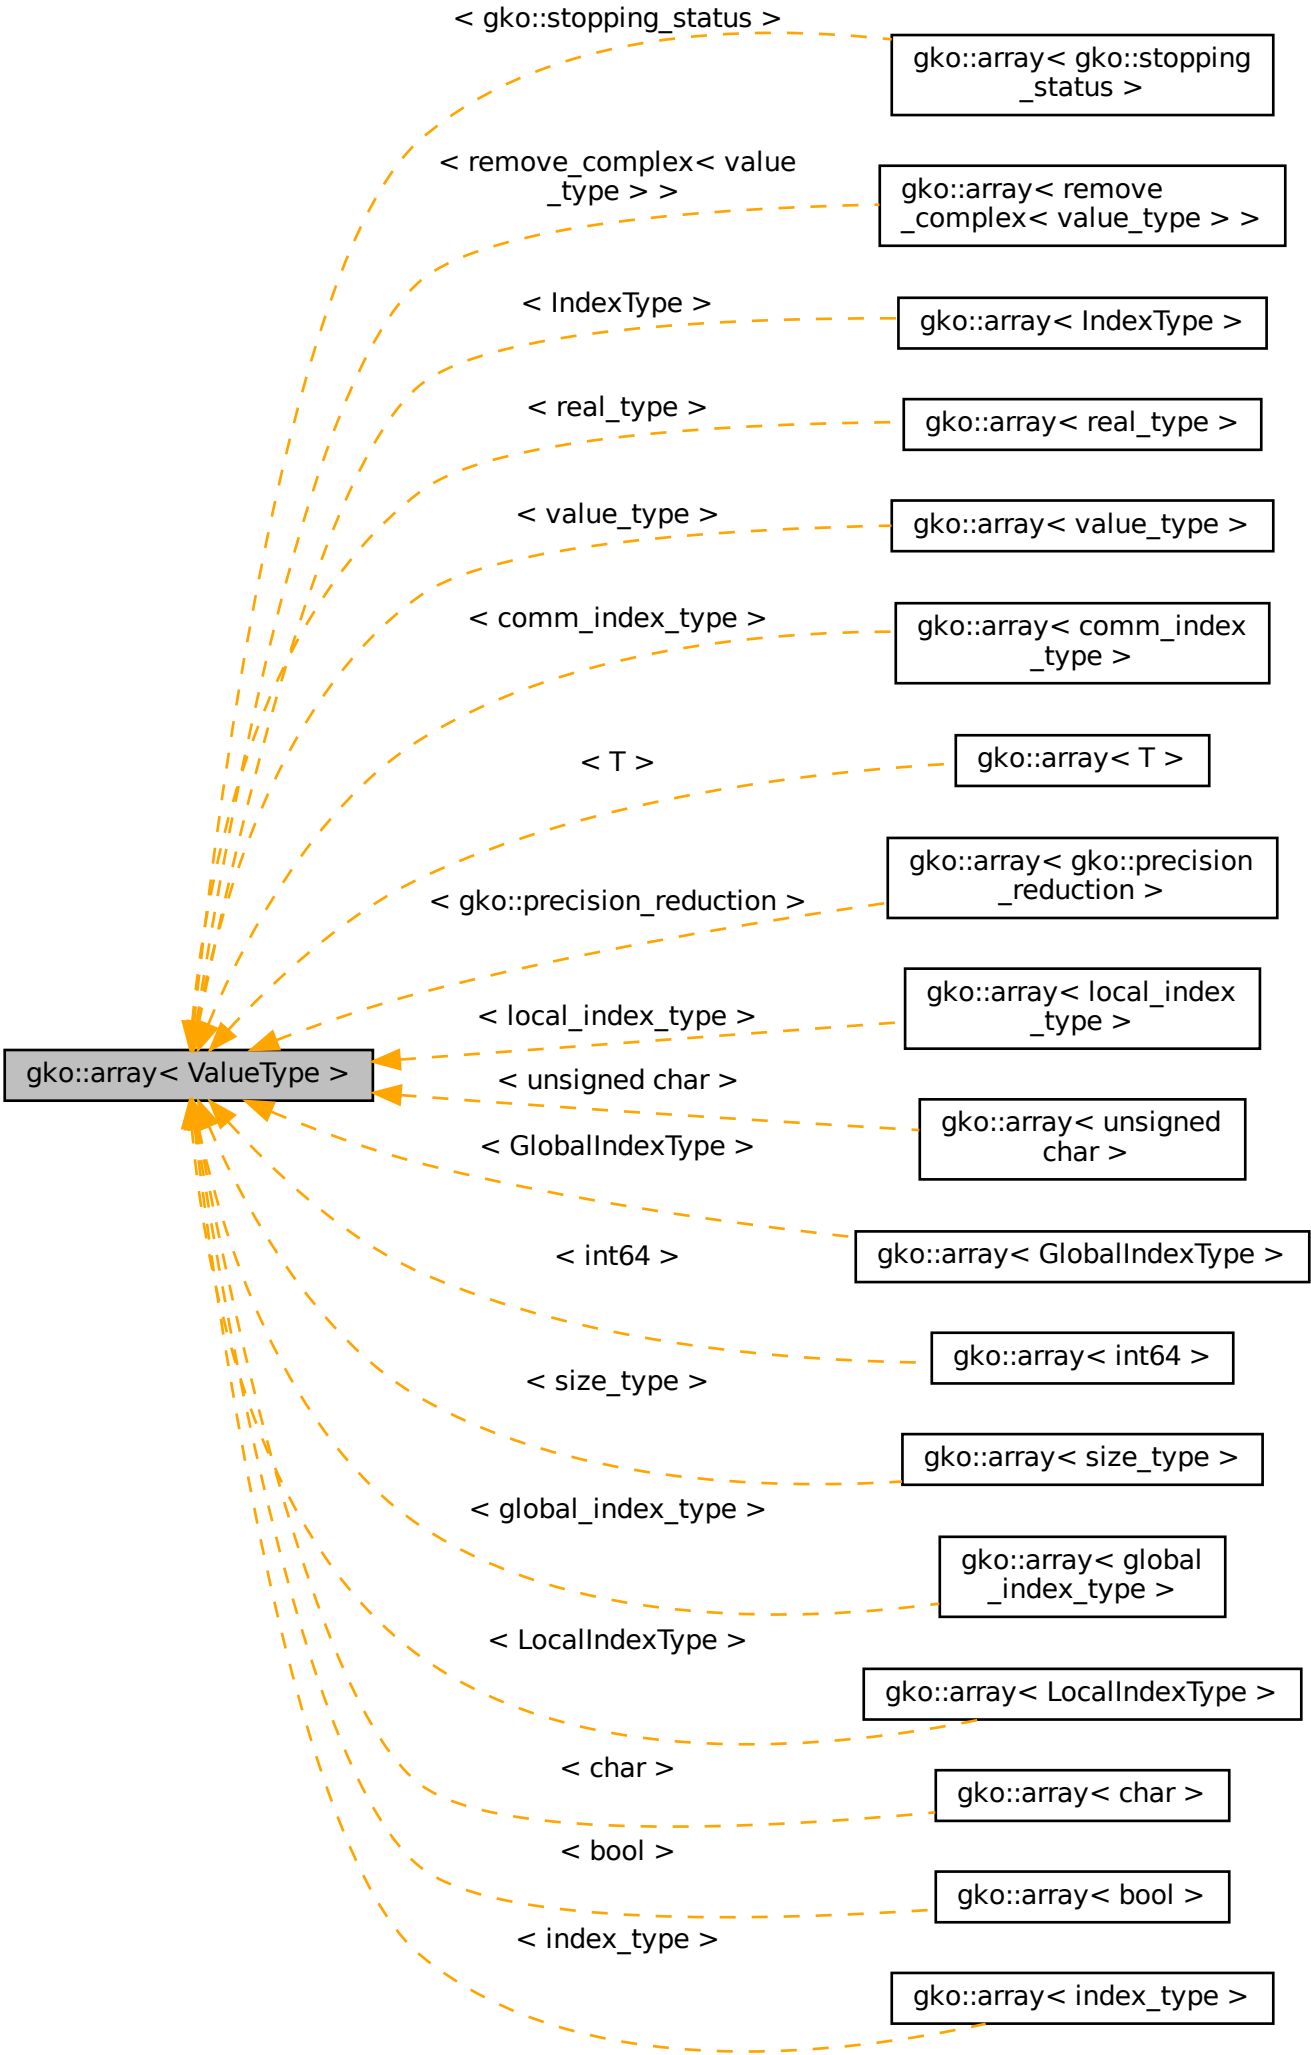 < gko::stopping_status >
gko::array< gko::stopping
_status >
< remove_complex< value
_type > >
gko::array< remove
_complex< value_type > >
< IndexType >
gko::array< IndexType >
< real_type >
gko::array< real_type >
< value_type >
gko::array< value_type >
< comm_index_type >
gko::array< comm_index
_type >
< T >
gko::array< T >
< gko::precision_reduction >
gko::array< gko::precision
_reduction >
< local_index_type >
gko::array< local_index
_type >
gko::array< ValueType >
< unsigned char >
gko::array< unsigned
char >
< GlobalIndexType >
gko::array< GlobalIndexType >
< int64 >
gko::array< int64 >
< size_type >
gko::array< size_type >
< global_index_type >
gko::array< global
_index_type >
< LocalIndexType >
gko::array< LocalIndexType >
< char >
gko::array< char >
< bool >
gko::array< bool >
< index_type >
gko::array< index_type >